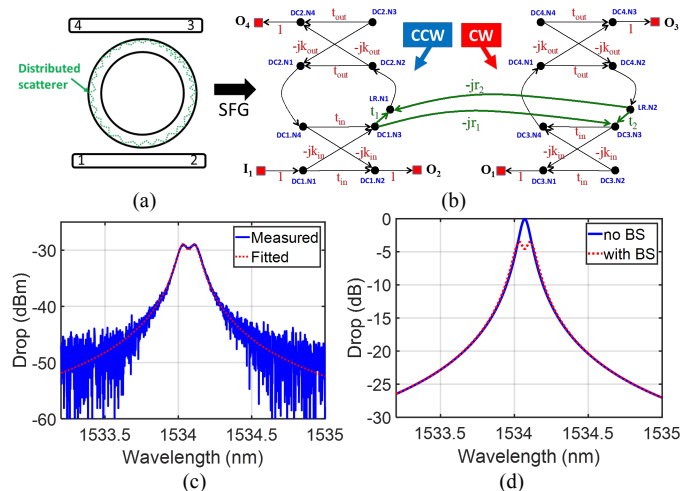 4 3
Distributed
scatterer
1 2
SFG
(a)
O4 1 DC2.N4 tout DC2.N3
-jkout
DC2.N1 tout DC2.N2
CCW CW
DC4.N4 1 O3
tout DC4.N3
-jkout
DC4.N1 tout DC4.N2
-jr2
LR.N1 LR.N2
t1 t2
-jr1
DC1.N4 tin DC1.N3
-jkin
I1 1 DC1.N1 tin DC1.N2 1 O2
DC3.N4 tin DC3.N3
-jkin
O1 1 DC3.N1 tin DC3.N2
(b)
Drop (dBm)
-30
-40
-50
-60
Measured
Fitted
1533.5 1534 1534.5 1535
Wavelength (nm)
(c)
Drop (dB)
0
-5
-10
-15
-20
-25
-30
no BS
with BS
1533.5 1534 1534.5 1535
Wavelength (nm)
(d)